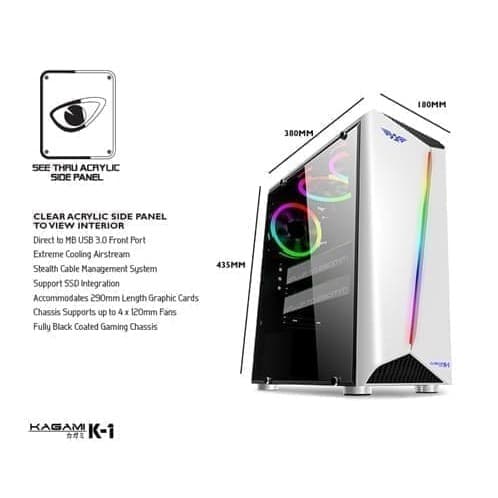 180MM
380MM
435MM
SEE THRU ACRYLIC
SIDE PANEL
CLEAR ACRYLIC SIDE PANEL
TO VIEW INTERIOR
Direct to MB USB 3.0 Front Port
Extreme Cooling Airstream
Stealth Cable Management System
Support SSD Integration
Accommodates 290mm Length Graphic Cards
Chassis Supports up to 4 x 120mm Fans
Fully Black Coated Gaming Chassis
KAGAMI K-1
カガミ
KAGAMI K-1